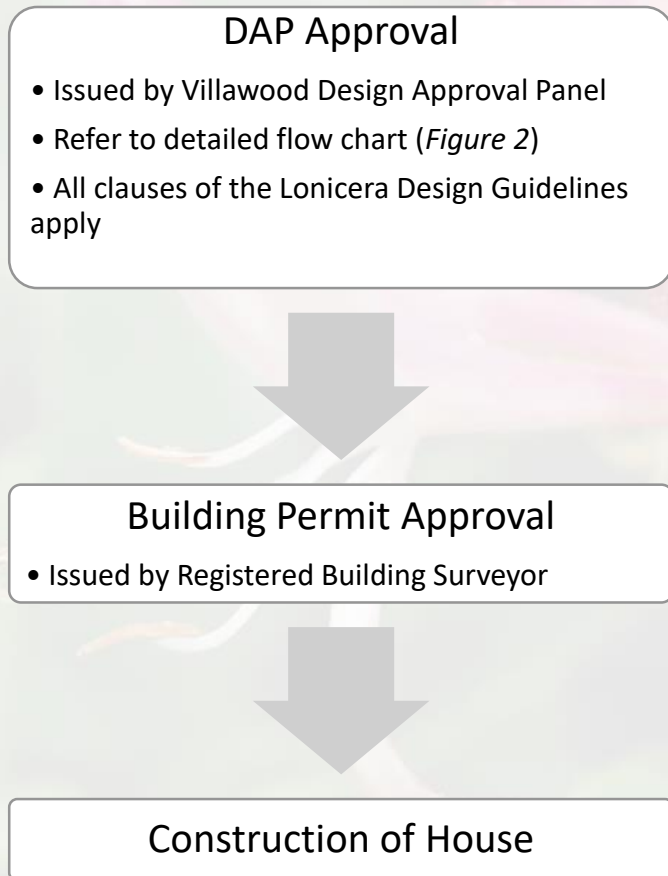 DAP Approval
• Issued by Villawood Design Approval Panel
• Refer to detailed flow chart (Figure 2)
• All clauses of the Lonicera Design Guidelines
apply
Building Permit Approval
• Issued by Registered Building Surveyor
Construction of House